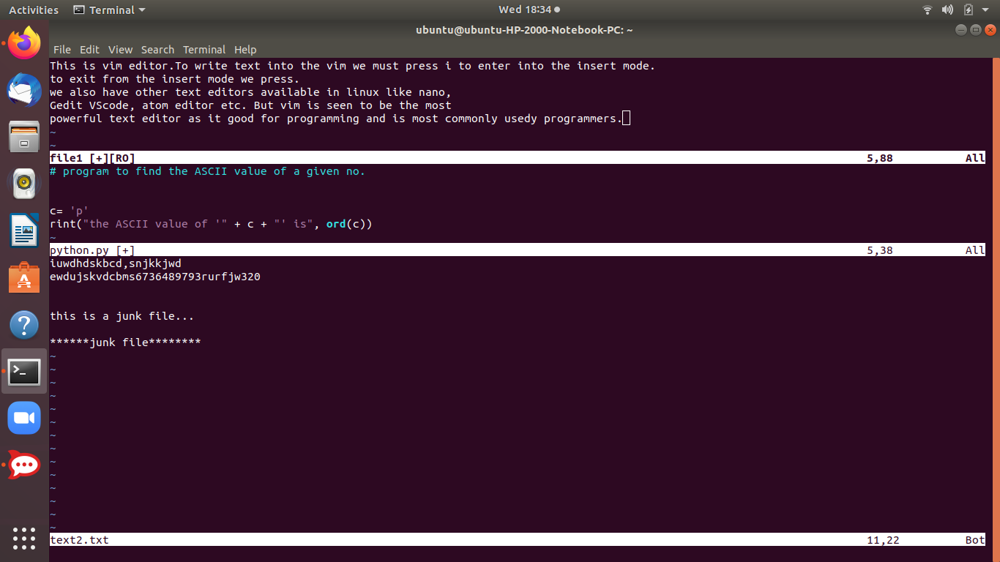 Activities Terminal Wed 18:34
ubuntu@ubuntu-HP-2000-Notebook-PC: ~
File Edit View Search Terminal Help
This is vim editor.To write text into the vim we must press i to enter into the insert mode.
to exit from the insert mode we press.
we also have other text editors available in linux like nano,
Gedit VScode, atom editor etc. But vim is seen to be the most
powerful text editor as it good for programming and is most commonly usedy programmers.
~
~
file1 [+][RO] 5,88 All
# program to find the ASCII value of a given no.
c= 'p'
rint("the ASCII value of '" + c + "' is", ord(c))
~
python.py [+] 5,38 All
iuwdhdskbcd,snjkkjwd
ewdujskvdcbms6736489793rurfjw320
this is a junk file...
******junk file********
~
~
~
~
~
~
~
~
~
~
~
~
~
~
text2.txt 11,22 Bot